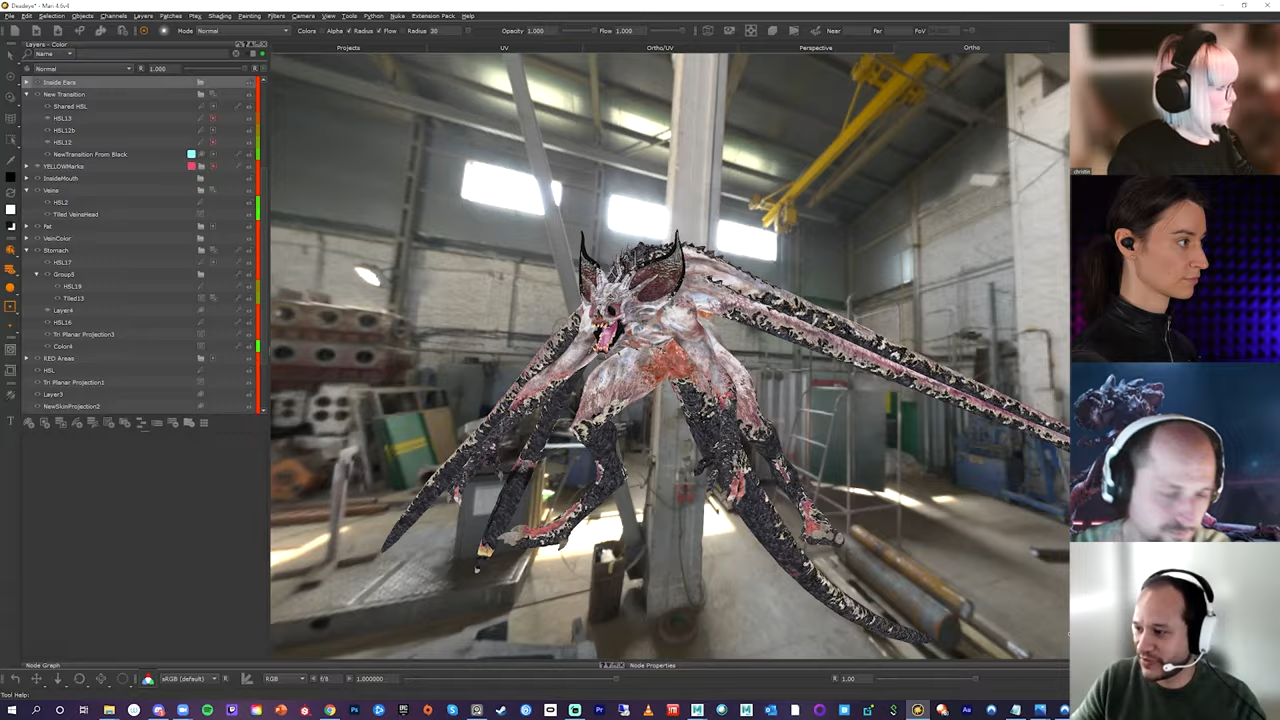 Deadeye* - Mari 4.6v4
File Edit Selection Objects Channels Layers Patches Ptex Shading Painting Filters Camera View Tools Python Nuke Extension Pack Help
Mode Normal Colors Alpha Radius Flow Radius 30 Opacity 1.000 Flow 1.000 Near Far FoV
Layers - Color
Projects UV Ortho/UV Perspective Ortho
Name
Normal R 1.000 R
Inside Ears
New Transition
Shared HSL
HSL13
HSL12b
HSL12
NewTransition From Black
YELLOWMarks
InsideMouth
Veins
HSL2
Tiled VeinsHead
Fat
VeinColor
Stomach
HSL17
Group5
HSL19
Tiled13
Layer4
HSL16
Tri Planar Projection3
Color4
RED Areas
HSL
Tri Planar Projection1
Layer3
NewSkinProjection2
christin
Node Graph Node Properties
sRGB (default) R RGB f/8 1.000000 R 1.00
Tool Help: